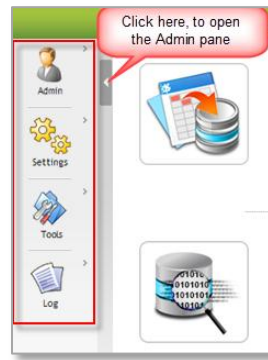 Click here, to open
the Admin pane
Admin
Settings
Tools
Log